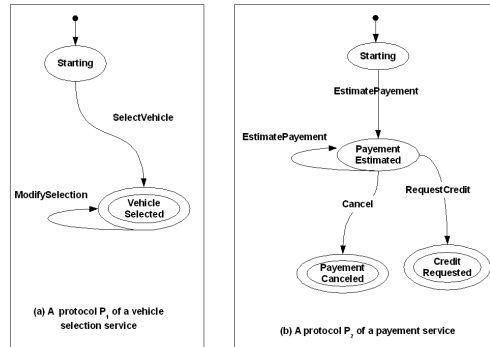 Starting
SelectVehicle
ModifySelection
Vehicle
Selected
(a) A protocol P1 of a vehicle
selection service
Starting
EstimatePayement
EstimatePayement
Payement
Estimated
RequestCredit
Cancel
Payement
Canceled
Credit
Requested
(b) A protocol P2 of a payement service